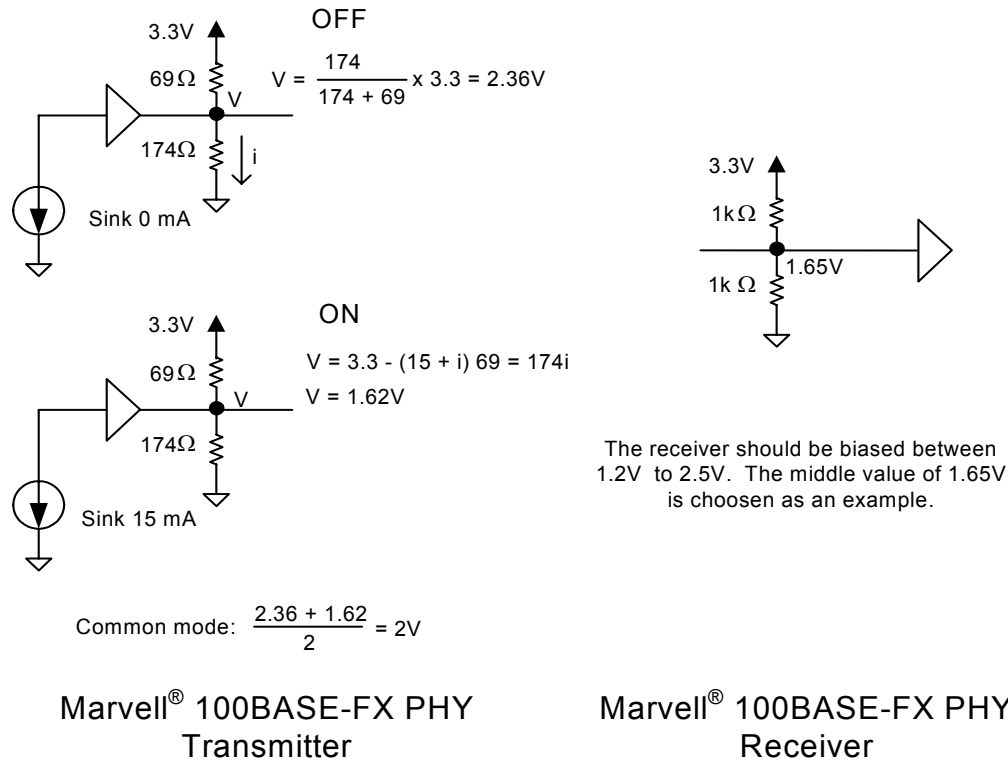 OFF
3.3V
69Ω
V = 174 / 174 + 69 x 3.3 = 2.36V
V
174Ω
i
Sink 0 mA
ON
3.3V
69Ω
V = 3.3 - (15 + i) 69 = 174i
V = 1.62V
V
174Ω
Sink 15 mA
Common mode: 2.36 + 1.62 / 2 = 2V
Marvell® 100BASE-FX PHY
Transmitter
3.3V
1kΩ
1.65V
1k Ω
The receiver should be biased between
1.2V to 2.5V. The middle value of 1.65V
is choosen as an example.
Marvell® 100BASE-FX PHY
Receiver